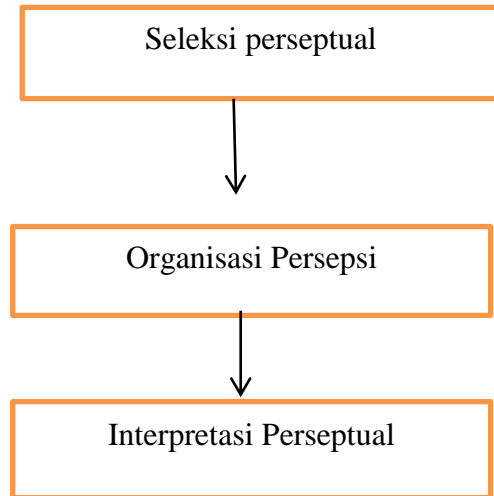 Seleksi perseptual
Organisasi Persepsi
Interpretasi Perseptual